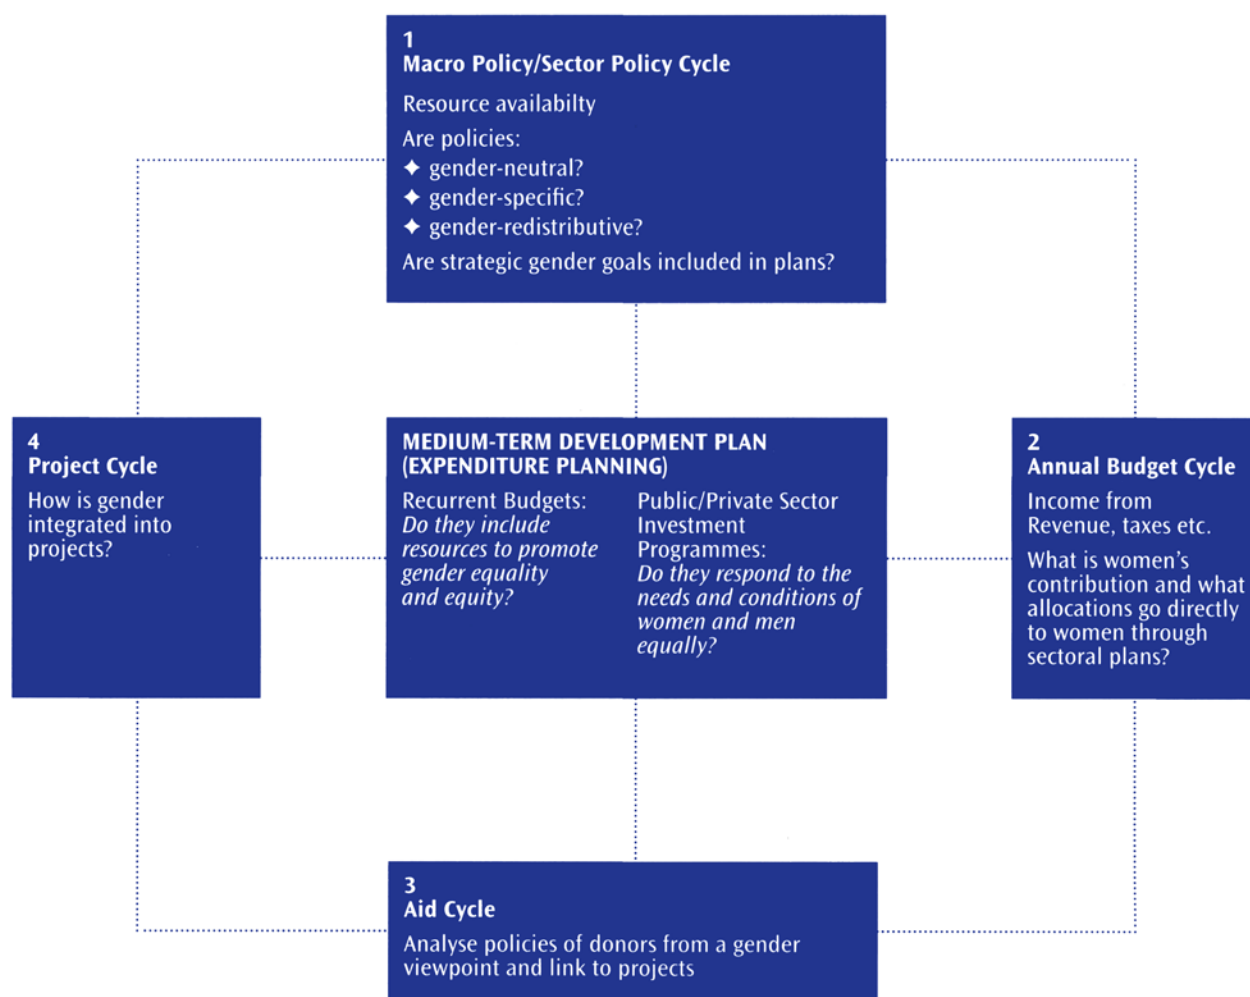 1
Macro Policy/Sector Policy Cycle
Resource availabilty
Are policies:
✦ gender-neutral?
✦ gender-specific?
✦ gender-redistributive?
Are strategic gender goals included in plans?
4
Project Cycle
How is gender
integrated into
projects?
MEDIUM-TERM DEVELOPMENT PLAN
(EXPENDITURE PLANNING)
Recurrent Budgets:
Do they include
resources to promote
gender equality
and equity?
Public/Private Sector
Investment
Programmes:
Do they respond to the
needs and conditions of
women and men
equally?
2
Annual Budget Cycle
Income from
Revenue, taxes etc.
What is women’s
contribution and what
allocations go directly
to women through
sectoral plans?
3
Aid Cycle
Analyse policies of donors from a gender
viewpoint and link to projects